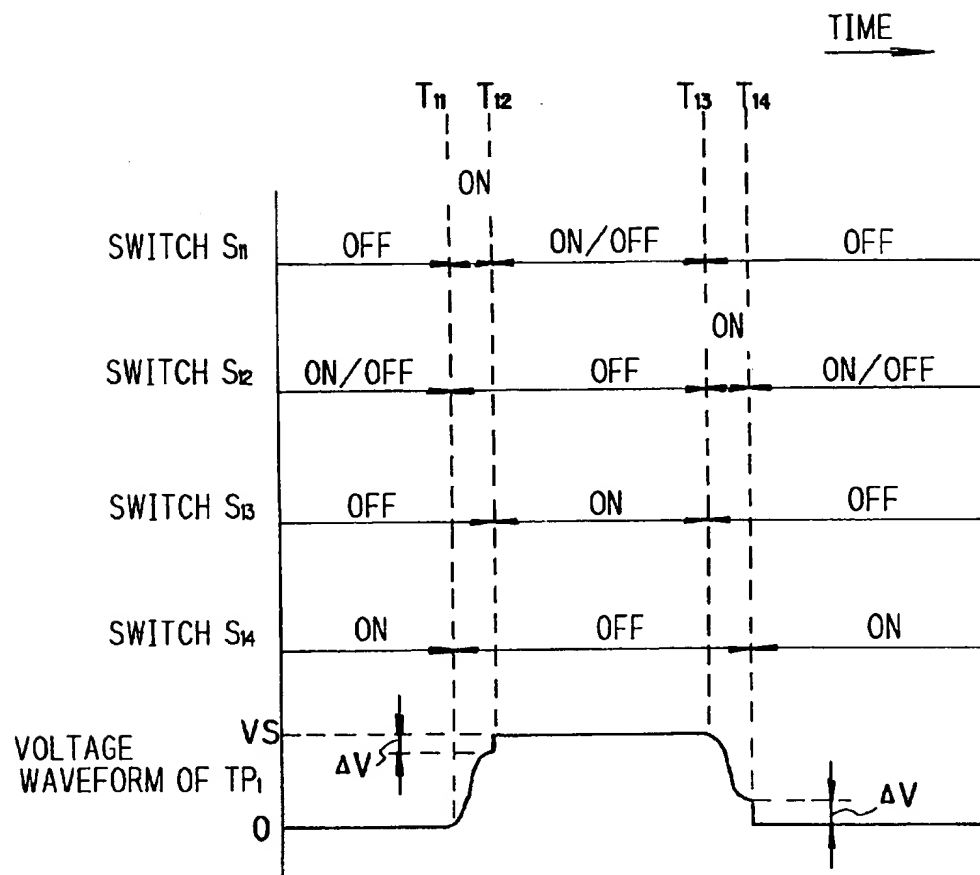 TIME
T11 T12 T13 T14
ON
SWITCH S11 OFF ON/OFF OFF
ON
SWITCH S12 ON/OFF OFF ON/OFF
SWITCH S13 OFF ON OFF
SWITCH S14 ON OFF ON
VS
VOLTAGE
WAVEFORM OF TP1
ΔV
ΔV
0